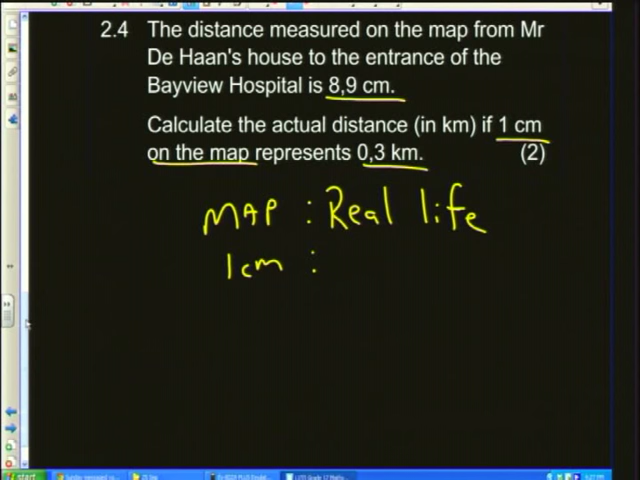 2.4 The distance measured on the map from Mr
De Haan's house to the entrance of the
Bayview Hospital is 8,9 cm.
Calculate the actual distance (in km) if 1 cm
on the map represents 0,3 km. (2)
MAP : Real life
1cm :
start